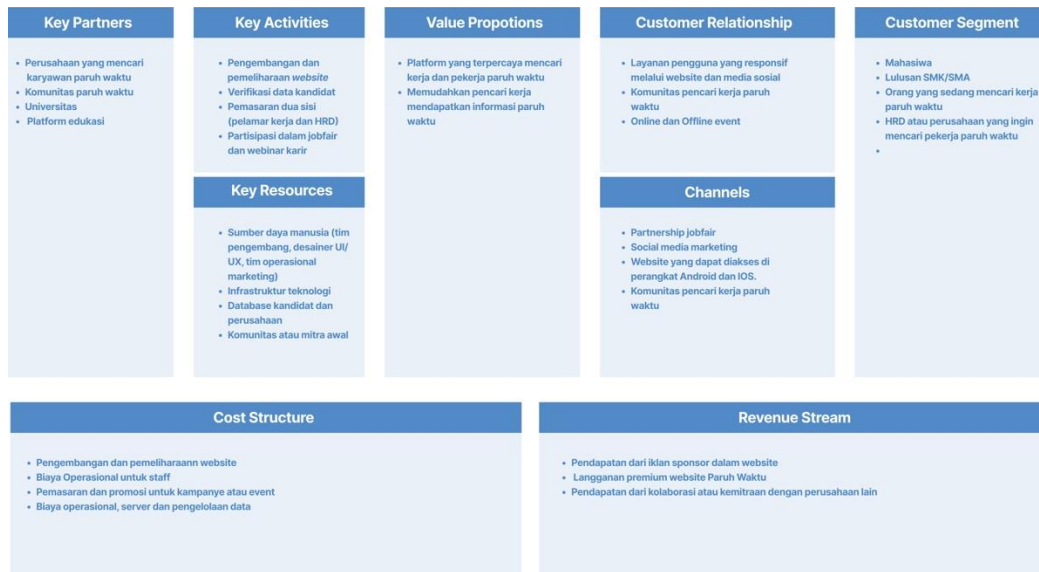 Key Partners
Perusahaan yang mencari
karyawan paruh waktu
Komunitas paruh waktu
Universitas
Platform edukasi
Key Activities
Pengembangan dan
pemeliharaan website
Verifikasi data kandidat
Pemasaran dua sisi
(pelamar kerja dan HRD)
Partisipasi dalam jobfair
dan webinar karir
Key Resources
Sumber daya manusia (tim
pengembang, desainer UI/
UX, tim operasional
marketing)
Infrastruktur teknologi
Database kandidat dan
perusahaan
Komunitas atau mitra awal
Value Propotions
Platform yang terpercaya mencari
kerja dan pekerja paruh waktu
Memudahkan pencari kerja
mendapatkan informasi paruh
waktu
Customer Relationship
Layanan pengguna yang responsif
melalui website dan media sosial
Komunitas pencari kerja paruh
waktu
Online dan Offline event
Channels
Partnership jobfair
Social media marketing
Website yang dapat diakses di
perangkat Android dan IOS.
Komunitas pencari kerja paruh
waktu
Customer Segment
Mahasiwa
Lulusan SMK/SMA
Orang yang sedang mencari kerja
paruh waktu
HRD atau perusahaan yang ingin
mencari pekerja paruh waktu
Cost Structure
Pengembangan dan pemeliharaann website
Biaya Operasional untuk staff
Pemasaran dan promosi untuk kampanye atau event
Biaya operasional, server dan pengelolaan data
Revenue Stream
Pendapatan dari iklan sponsor dalam website
Langganan premium website Paruh Waktu
Pendapatan dari kolaborasi atau kemitraan dengan perusahaan lain